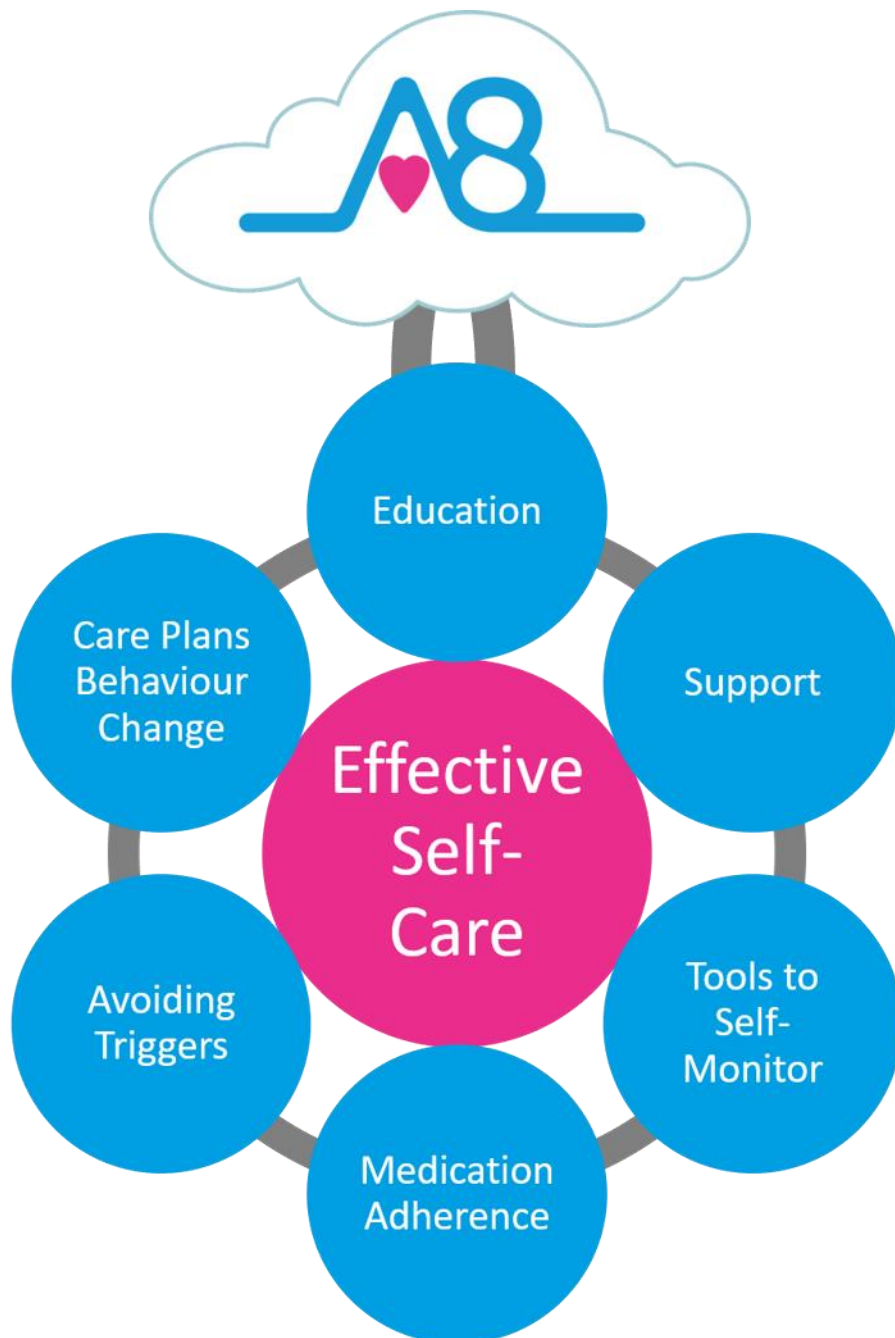 A8
Education
Support
Tools to
Self-
Monitor
Medication
Adherence
Avoiding
Triggers
Care Plans
Behaviour
Change
Effective
Self-
Care